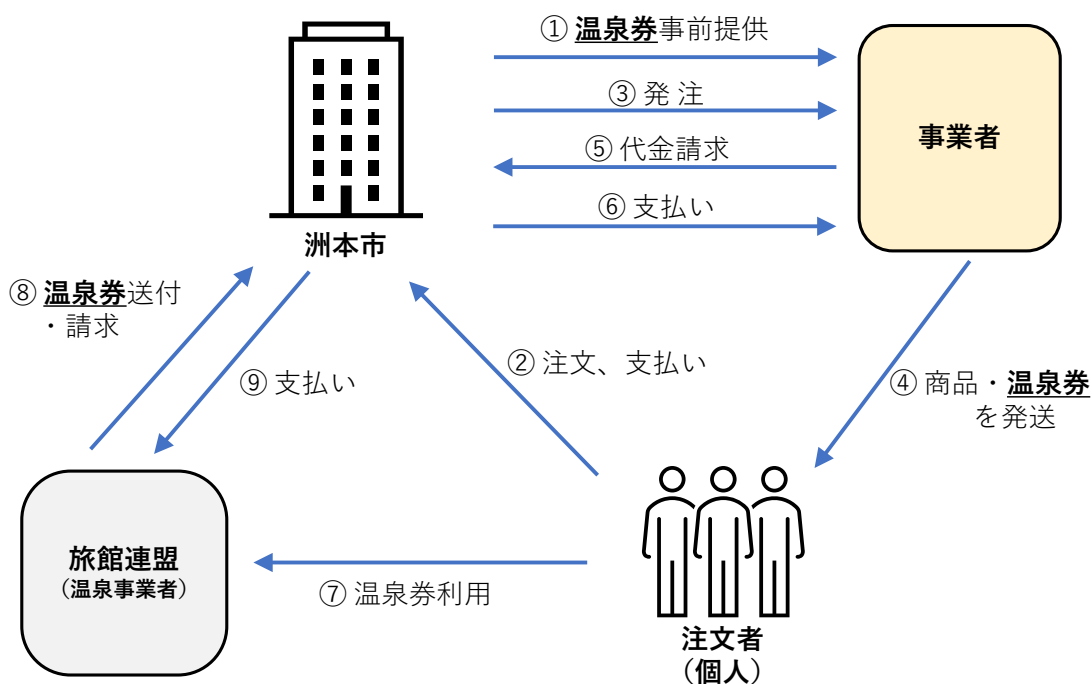 ① 温泉券事前提供
③ 発 注
⑤ 代金請求
⑥ 支払い
事業者
洲本市
⑧ 温泉券送付
・請求
⑨ 支払い
② 注文、支払い
④ 商品・温泉券
を発送
旅館連盟
（温泉事業者）
⑦ 温泉券利用
注文者
（個人）